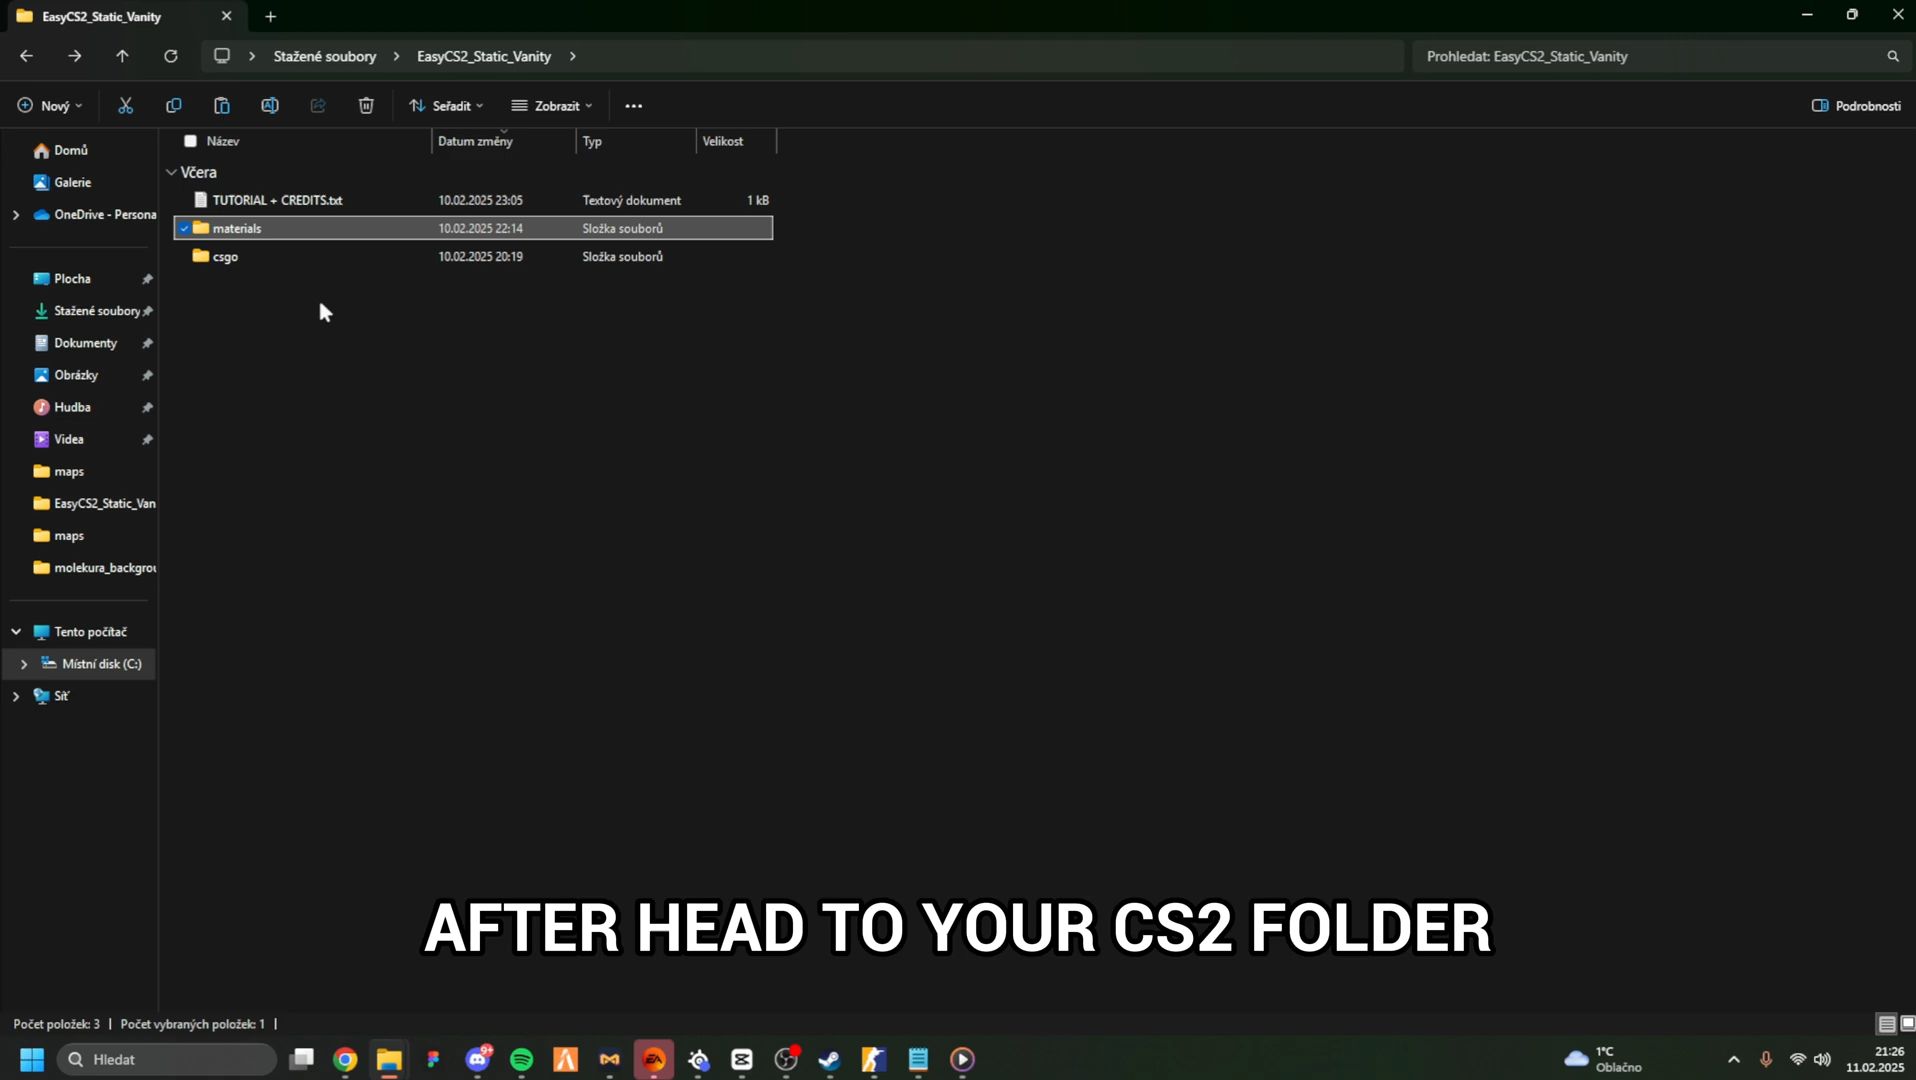 EasyCS2_Static_Vanity
Stažené soubory
EasyCS2_Static_Vanity
Prohledat: EasyCS2_Static_Vanity
Nový
Seřadit
Zobrazit
Podrobnosti
Název
Datum změny
Typ
Velikost
Včera
TUTORIAL + CREDITS.txt
10.02.2025 23:05
Textový dokument
1 kB
materials
10.02.2025 22:14
Složka souborů
csgo
10.02.2025 20:19
Složka souborů
Domů
Galerie
OneDrive - Persona
Plocha
Stažené soubory
Dokumenty
Obrázky
Hudba
Videa
maps
EasyCS2_Static_Van
maps
molekura_backgrou
Tento počítač
Místní disk (C:)
Síť
AFTER HEAD TO YOUR CS2 FOLDER
Počet položek: 3
Počet vybraných položek: 1
Hledat
9+
EA
1°C
Oblačno
21:26
11.02.2025